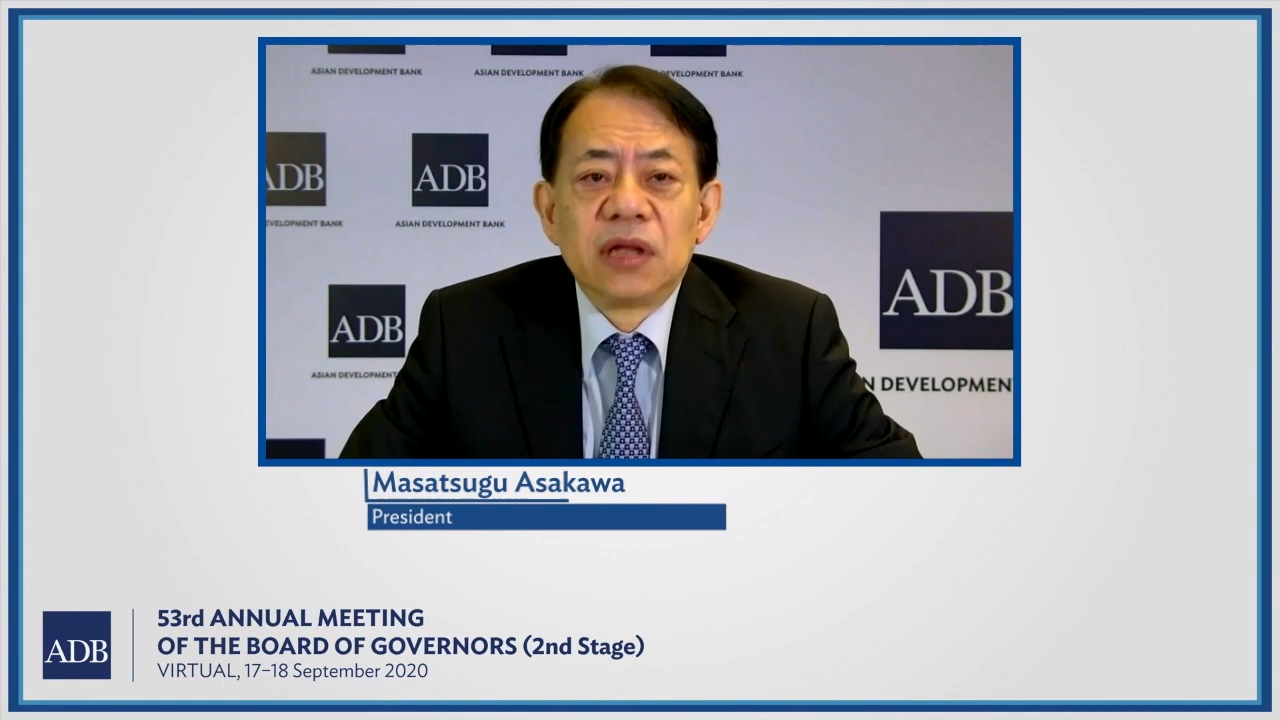 ASIAN DEVELOPMENT BANK
ASIAN DEVELOPMENT BANK
DEVELOPMENT BANK
ADB
ADB
DEVELOPMENT BANK
ASIAN DEVELOPMENT BANK
ADB
ADB
ASIAN DEVELOPMENT BANK
N DEVELOPMEN
Masatsugu Asakawa
President
ADB
53rd ANNUAL MEETING
OF THE BOARD OF GOVERNORS (2nd Stage)
VIRTUAL, 17–18 September 2020